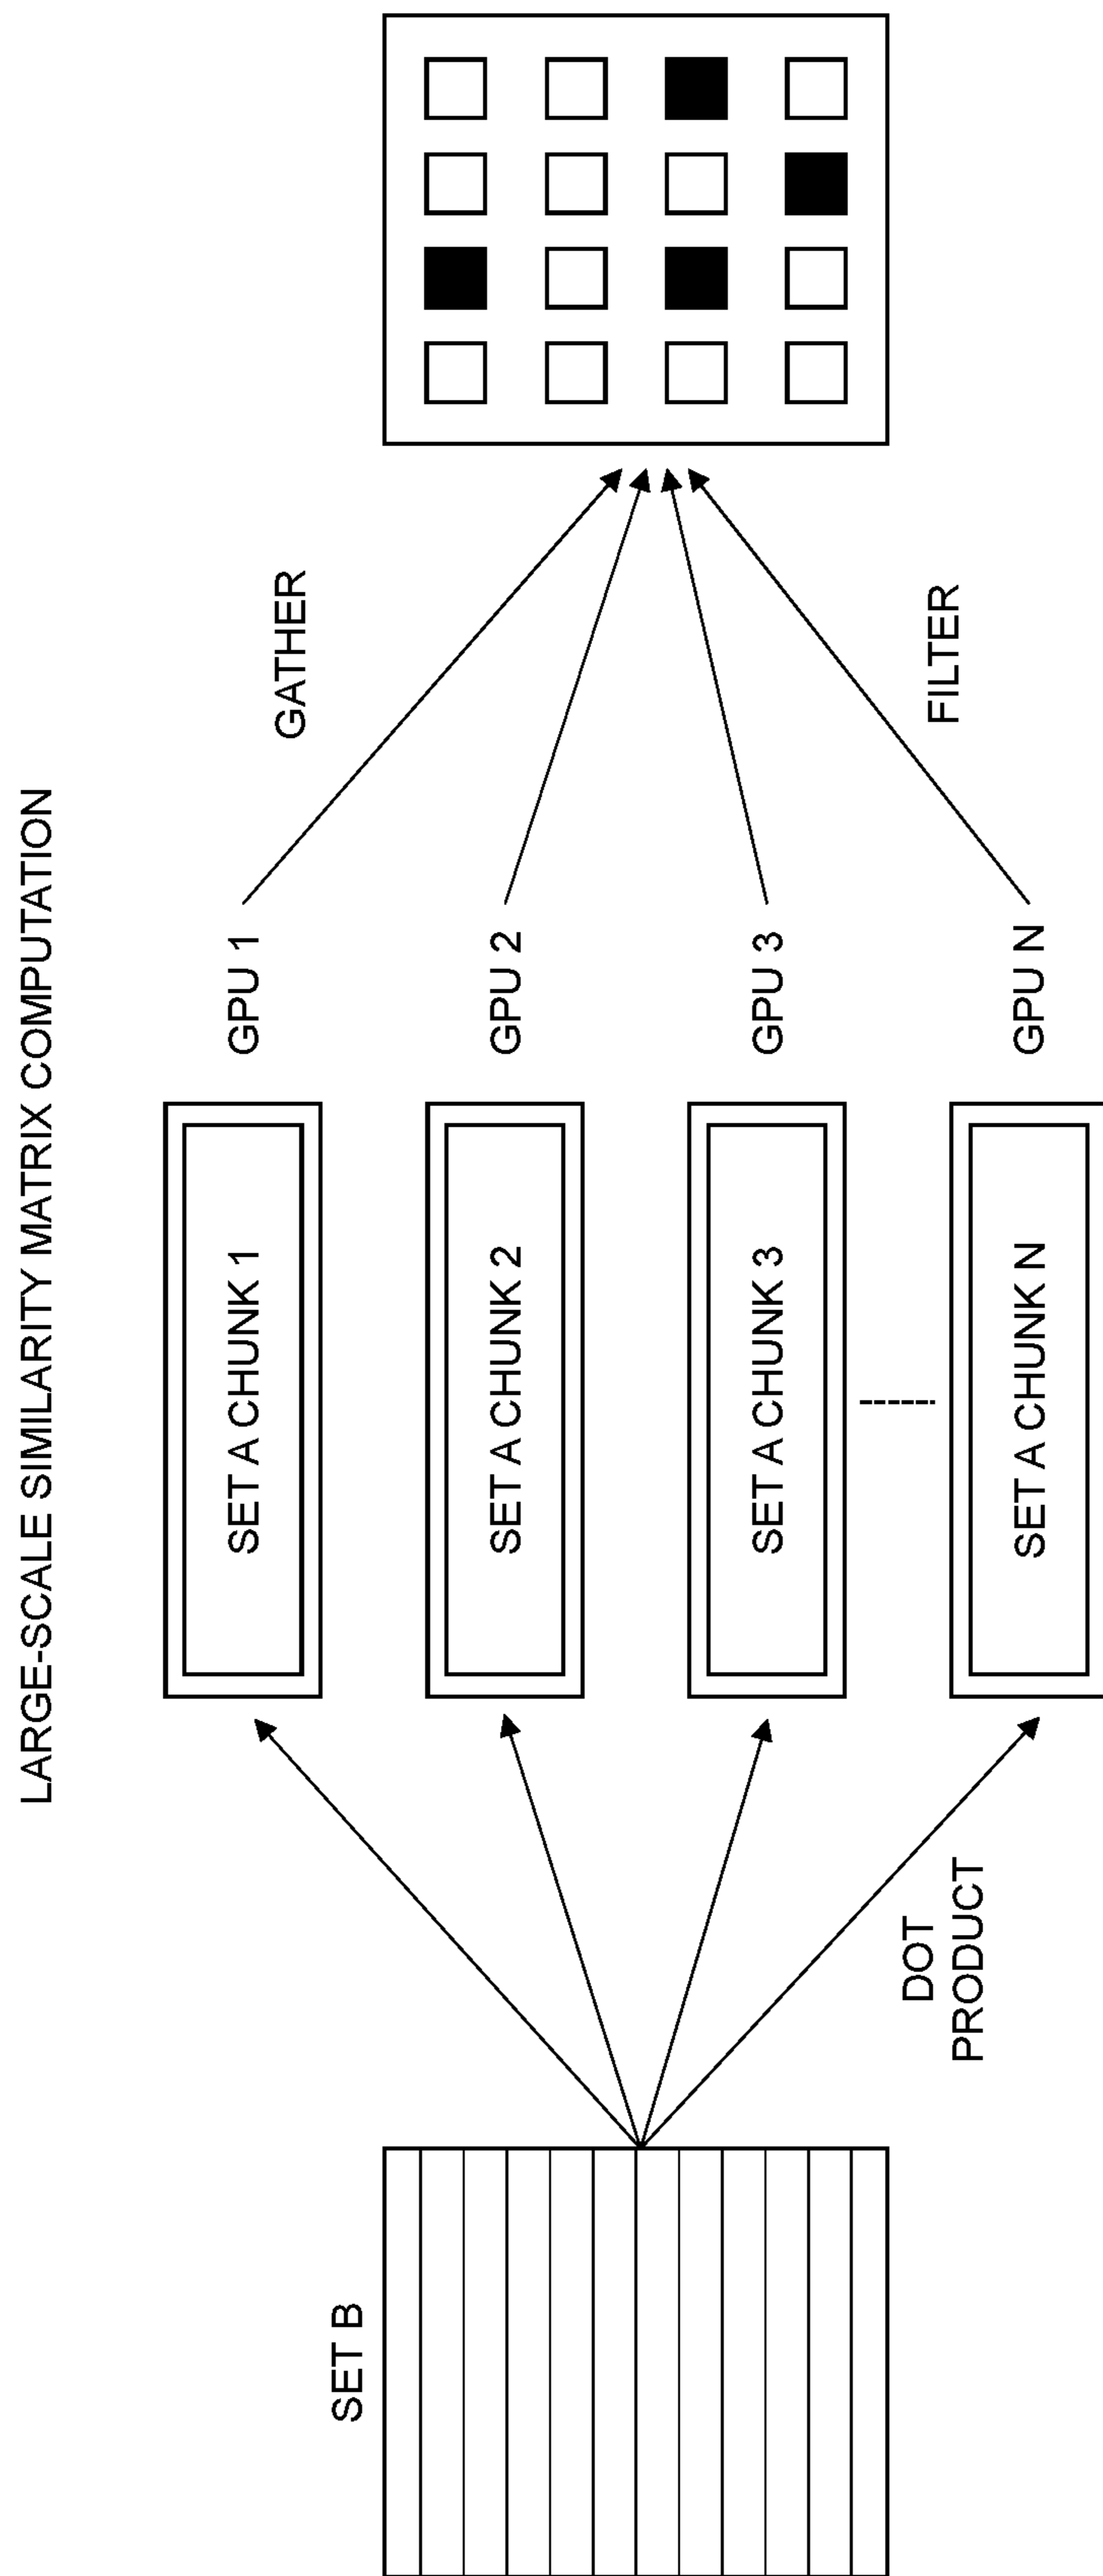 LARGE-SCALE SIMILARITY MATRIX COMPUTATION
SET B
DOT
PRODUCT
SET A CHUNK 1
GPU 1
SET A CHUNK 2
GPU 2
SET A CHUNK 3
GPU 3
SET A CHUNK N
GPU N
GATHER
FILTER